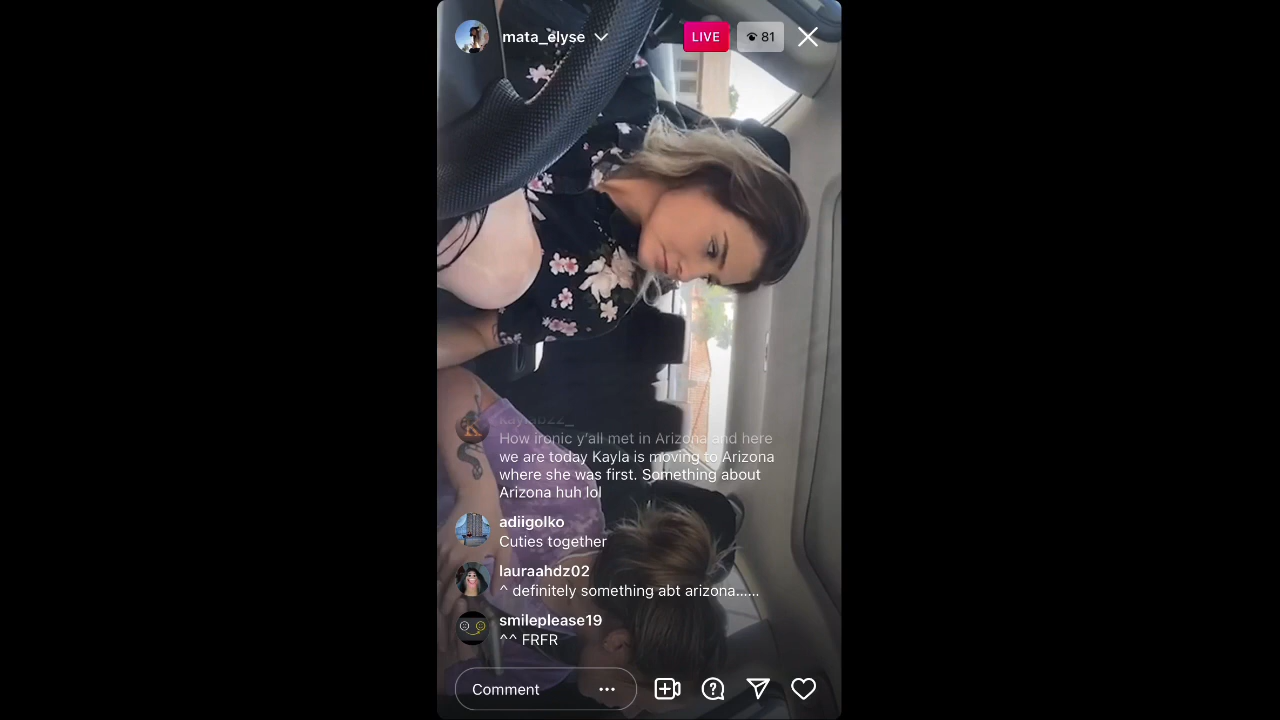 mata_elyse
LIVE
81
kaylab22_
How ironic y'all met in Arizona and here
we are today Kayla is moving to Arizona
where she was first. Something about
Arizona huh lol
adiigolko
Cuties together
lauraahdz02
^ definitely something abt arizona......
smileplease19
^^ FRFR
Comment